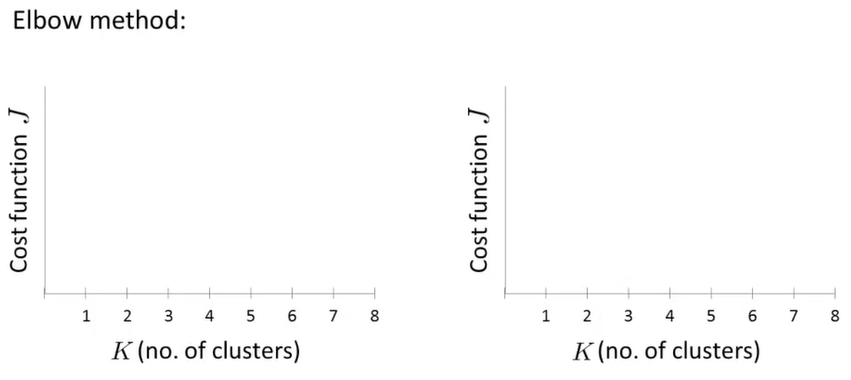 Elbow method:
Cost function J
1 2 3 4 5 6 7 8
K (no. of clusters)
Cost function J
1 2 3 4 5 6 7 8
K (no. of clusters)